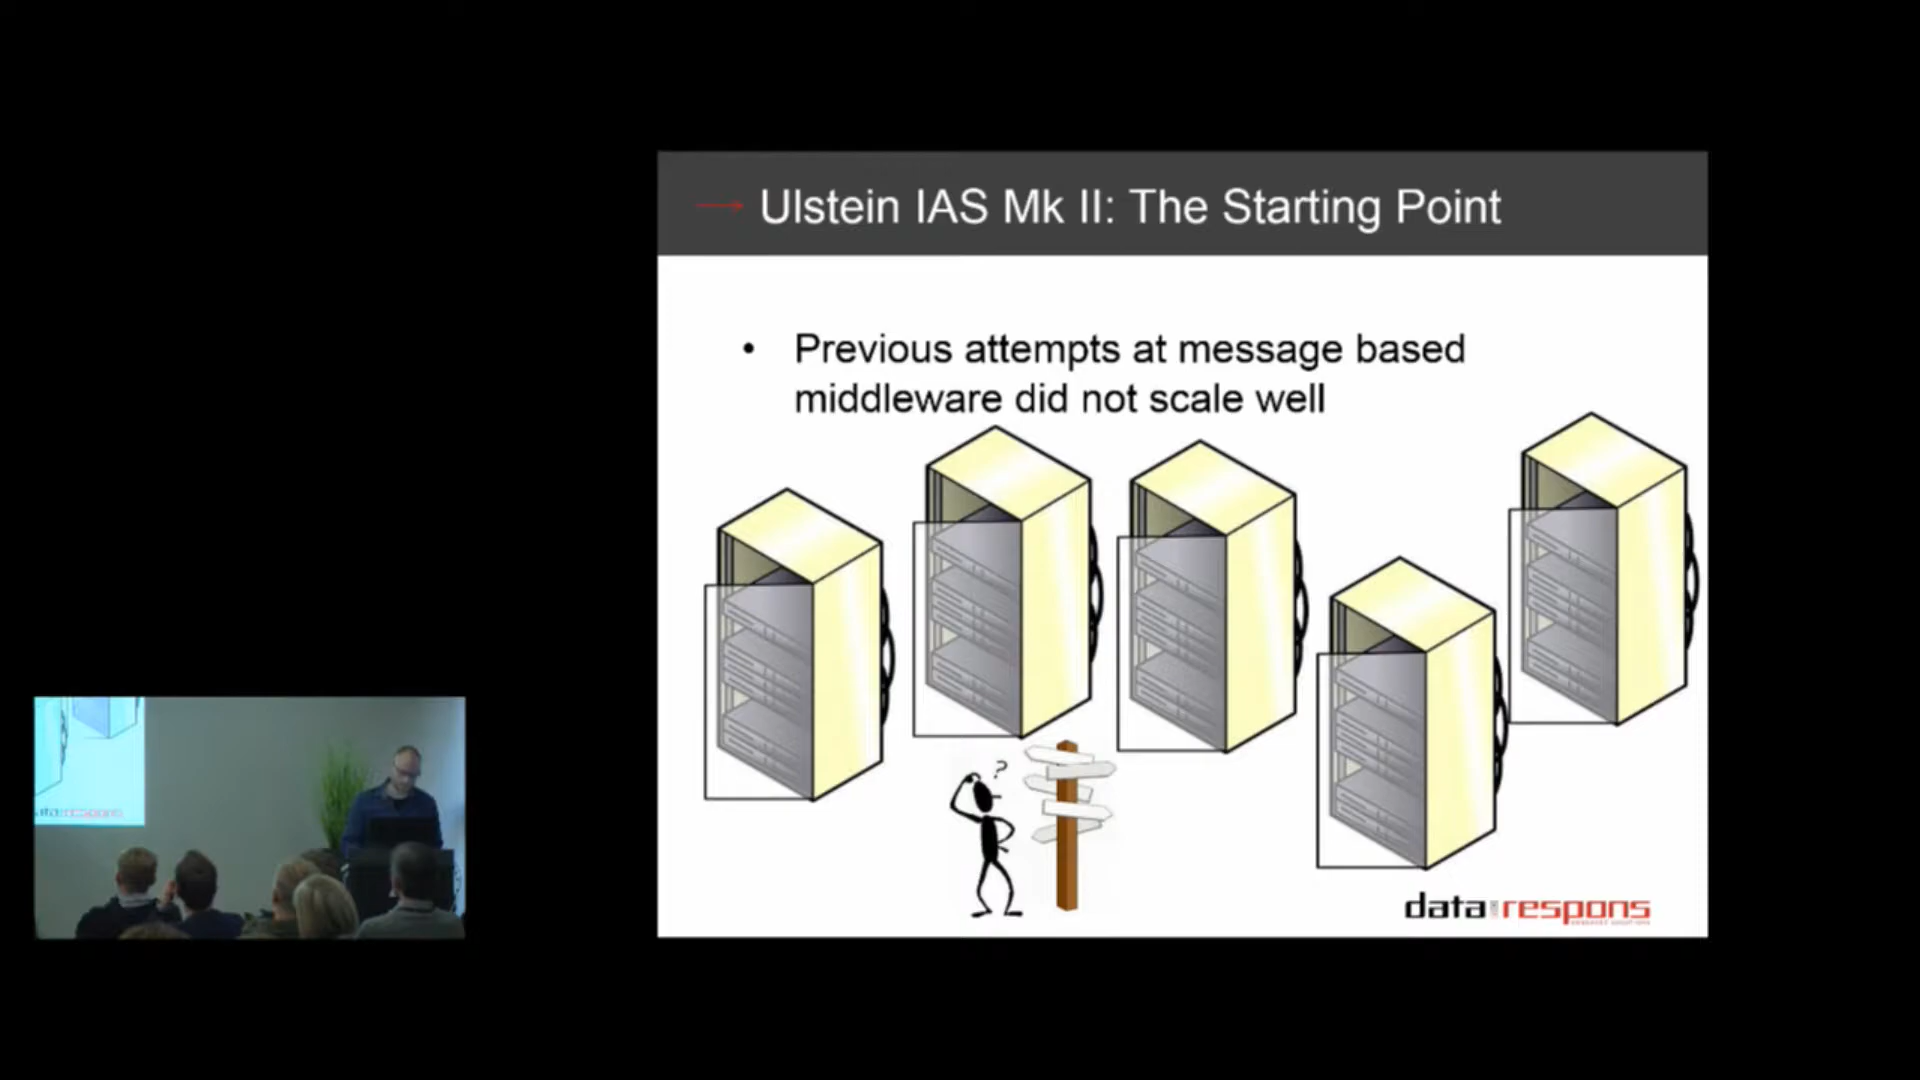 Ulstein IAS Mk II: The Starting Point
• Previous attempts at message based
middleware did not scale well
?
data respons